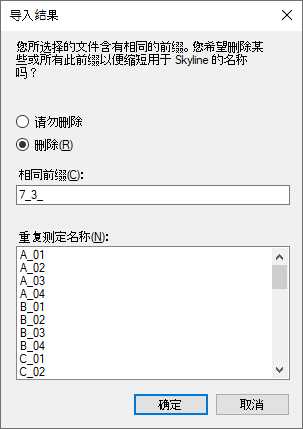 导入结果
您所选择的文件含有相同的前缀。您希望删除某
些或所有此前缀以便缩短用于 Skyline 的名称
吗？
请勿删除
删除(R)
相同前缀(C):
7_3_
重复测定名称(N):
A_01
A_02
A_03
A_04
B_01
B_02
B_03
B_04
C_01
C_02
确定
取消